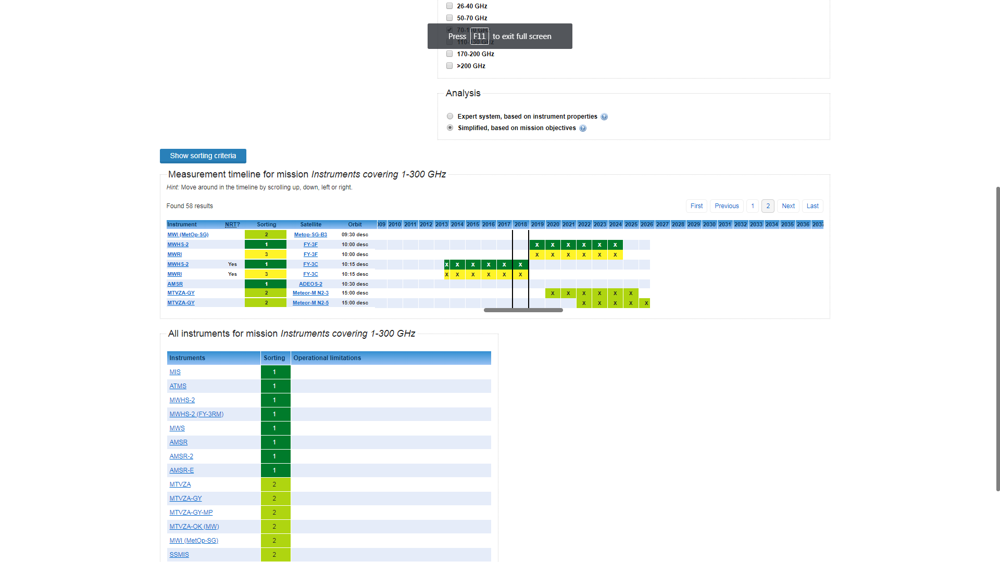 26-40 GHz
50-70 GHz
70-110 GHz
Press F11 to exit full screen
110-130 GHz
170-200 GHz
>200 GHz
Analysis
Expert system, based on instrument properties ?
Simplified, based on mission objectives ?
Show sorting criteria
Measurement timeline for mission Instruments covering 1-300 GHz
Hint: Move around in the timeline by scrolling up, down, left or right.
Found 58 results First Previous 1 2 Next Last
Instrument NRT? Sorting Satellite Orbit 009 2010 2011 2012 2013 2014 2015 2016 2017 2018 2019 2020 2021 2022 2023 2024 2025 2026 2027 2028 2029 2030 2031 2032 2033 2034 2035 2036 2037
MWI (MetOp-SG) 2 Metop-SG-B3 09:30 desc
MWHS-2 1 FY-3F 10:00 desc X X X X X X
MWRI 3 FY-3F 10:00 desc X X X X X X
MWHS-2 Yes 1 FY-3C 10:15 desc X X X X X X
MWRI Yes 3 FY-3C 10:15 desc X X X X X X
AMSR 1 ADEOS-2 10:30 desc
MTVZA-GY 2 Meteor-M N2-3 15:00 desc X X X X X X
MTVZA-GY 2 Meteor-M N2-5 15:00 desc X X X X X
All instruments for mission Instruments covering 1-300 GHz
Instruments Sorting Operational limitations
MIS 1
ATMS 1
MWHS-2 1
MWHS-2 (FY-3RM) 1
MWS 1
AMSR 1
AMSR-2 1
AMSR-E 1
MTVZA 2
MTVZA-GY 2
MTVZA-GY-MP 2
MTVZA-OK (MW) 2
MWI (MetOp-SG) 2
SSMIS 2